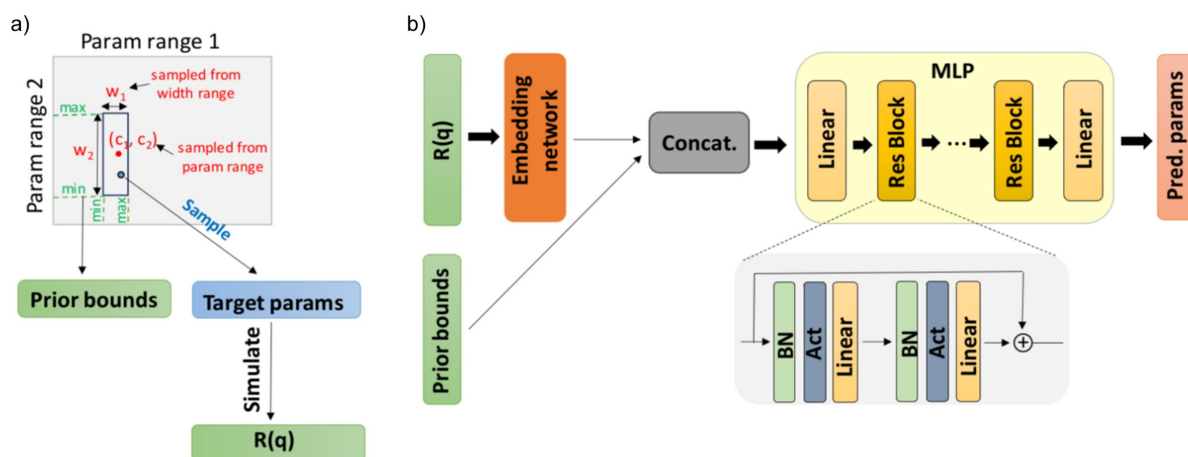 a)
Param range 1
Param range 2
w1
sampled from
width range
max
w2
(c1, c2)
sampled from
param range
min
min
max
Sample
Prior bounds
Target params
Simulate
R(q)
b)
R(q)
Embedding
network
Prior bounds
Concat.
MLP
Linear
Res Block
...
Res Block
Linear
Pred. params
BN
Act
Linear
BN
Act
Linear
+